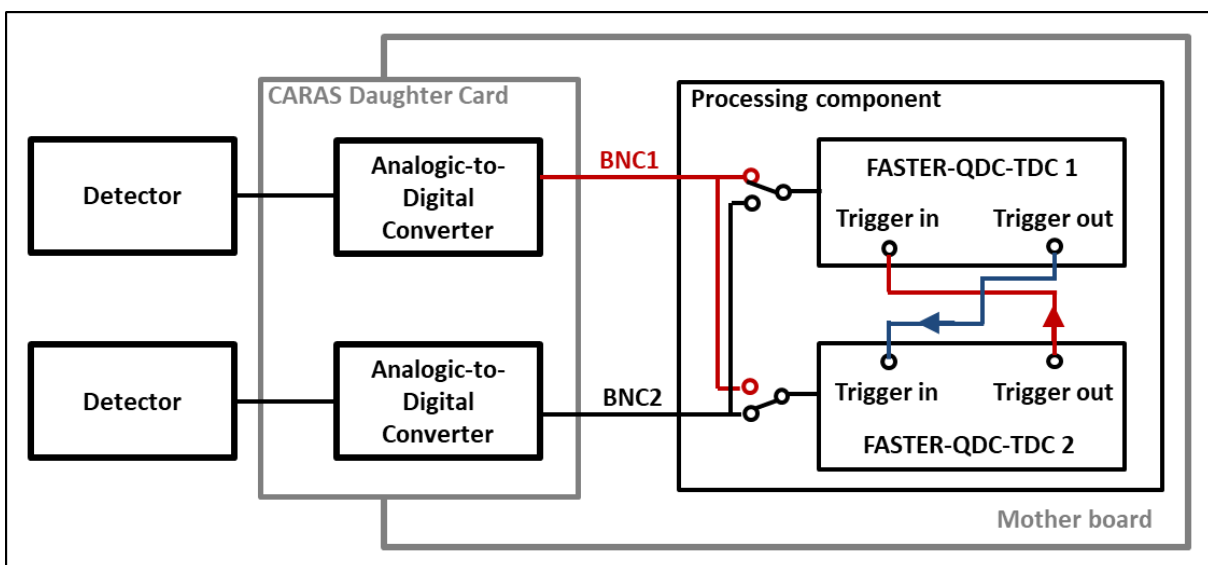 CARAS Daughter Card
Processing component
Detector
Analogic-to-
Digital
Converter
BNC1
FASTER-QDC-TDC 1
Trigger in
Trigger out
Detector
Analogic-to-
Digital
Converter
BNC2
Trigger in
Trigger out
FASTER-QDC-TDC 2
Mother board